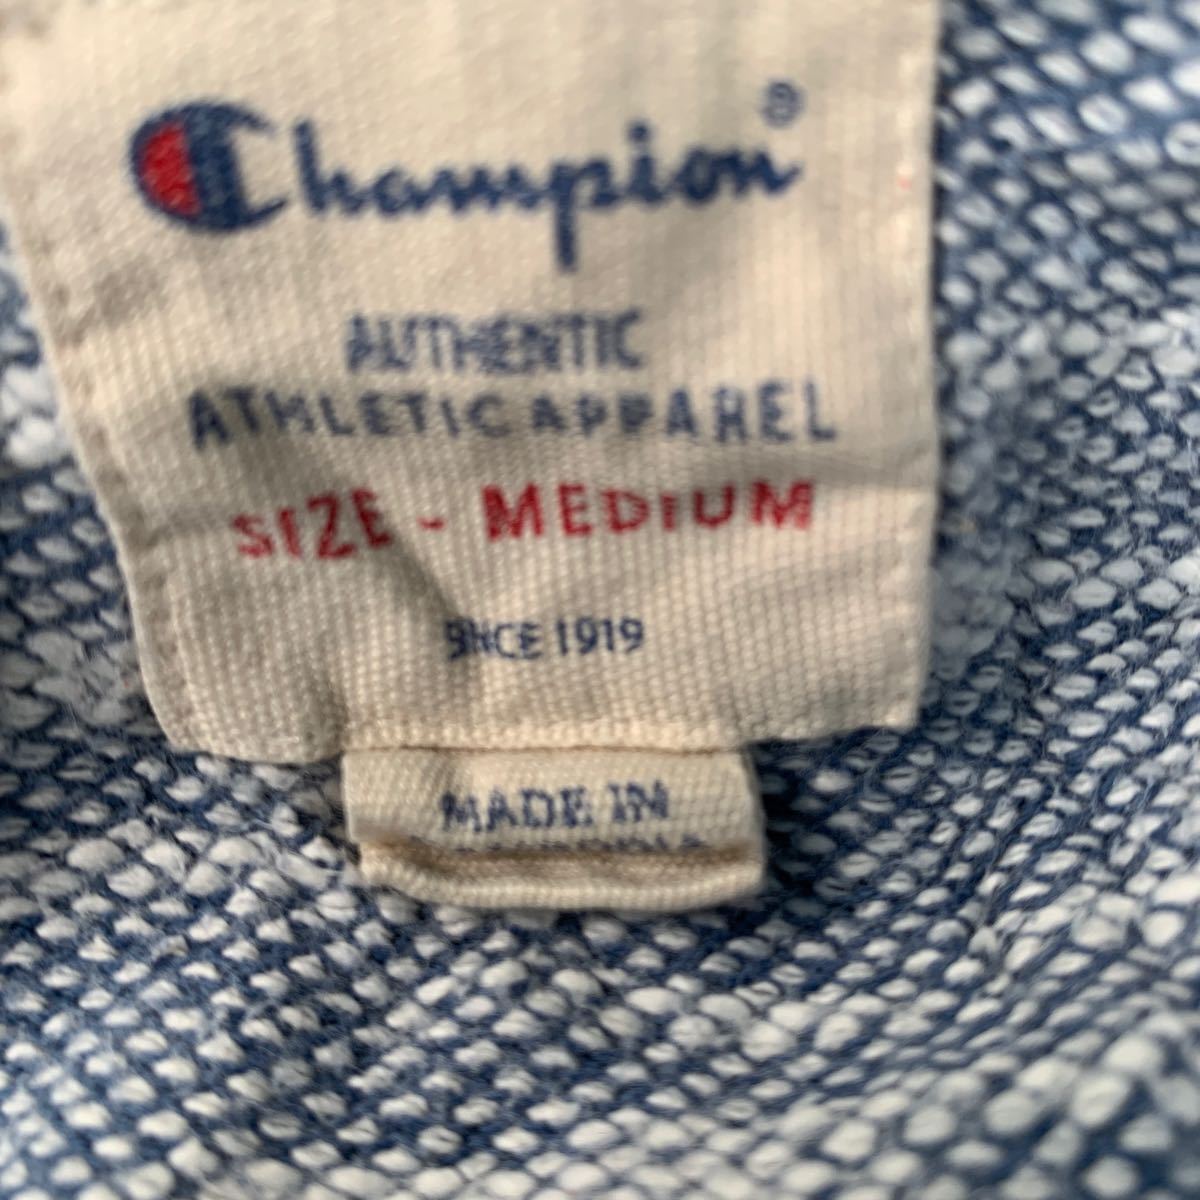 Champion®
AUTHENTIC
ATHLETIC APPAREL
SIZE - MEDIUM
SINCE 1919
MADE IN